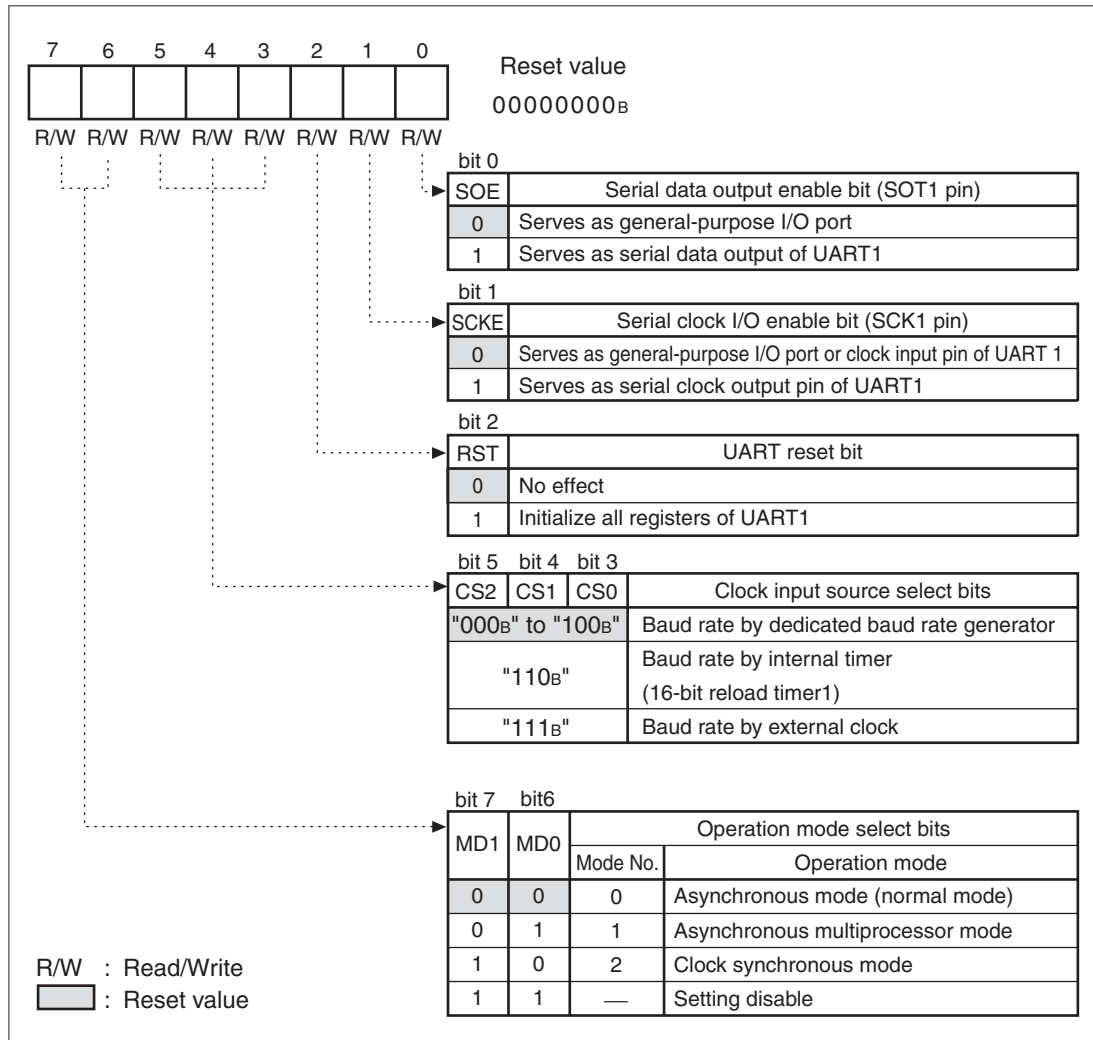 7 6 5 4 3 2 1 0
Reset value
00000000B
R/W R/W R/W R/W R/W R/W R/W R/W
bit 0
SOE Serial data output enable bit (SOT1 pin)
0 Serves as general-purpose I/O port
1 Serves as serial data output of UART1
bit 1
SCKE Serial clock I/O enable bit (SCK1 pin)
0 Serves as general-purpose I/O port or clock input pin of UART 1
1 Serves as serial clock output pin of UART1
bit 2
RST UART reset bit
0 No effect
1 Initialize all registers of UART1
bit 5 bit 4 bit 3
CS2 CS1 CS0 Clock input source select bits
"000B" to "100B" Baud rate by dedicated baud rate generator
"110B" Baud rate by internal timer
(16-bit reload timer1)
"111B" Baud rate by external clock
bit 7 bit6
MD1 MD0 Operation mode select bits
Mode No. Operation mode
0 0 0 Asynchronous mode (normal mode)
0 1 1 Asynchronous multiprocessor mode
1 0 2 Clock synchronous mode
1 1 — Setting disable
R/W : Read/Write
: Reset value